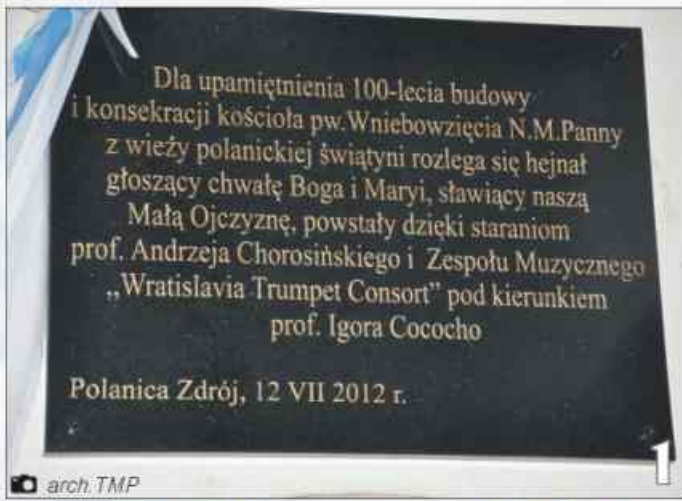 Dla upamiętnienia 100-lecia budowy
i konsekracji kościoła pw.Wniebowzięcia N.M.Panny
z wieży polanickiej świątyni rozlega się hejnał
głoszący chwałę Boga i Maryi, sławiący naszą
Małą Ojczyznę, powstały dzięki staraniom
prof. Andrzeja Chorosińskiego i Zespołu Muzycznego
„Wratislavia Trumpet Consort” pod kierunkiem
prof. Igora Cococho
Polanica Zdrój, 12 VII 2012 r.
1
arch.TMP